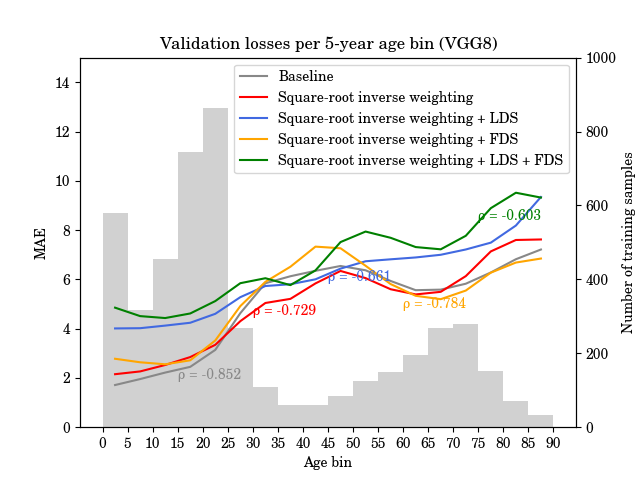 Validation losses per 5-year age bin (VGG8)
Baseline
Square-root inverse weighting
Square-root inverse weighting + LDS
Square-root inverse weighting + FDS
Square-root inverse weighting + LDS + FDS
MAE
14
12
10
8
6
4
2
0
ρ = -0.603
ρ = -0.661
ρ = -0.784
ρ = -0.729
ρ = -0.852
1000
800
600
400
200
0
Number of training samples
0 5 10 15 20 25 30 35 40 45 50 55 60 65 70 75 80 85 90
Age bin